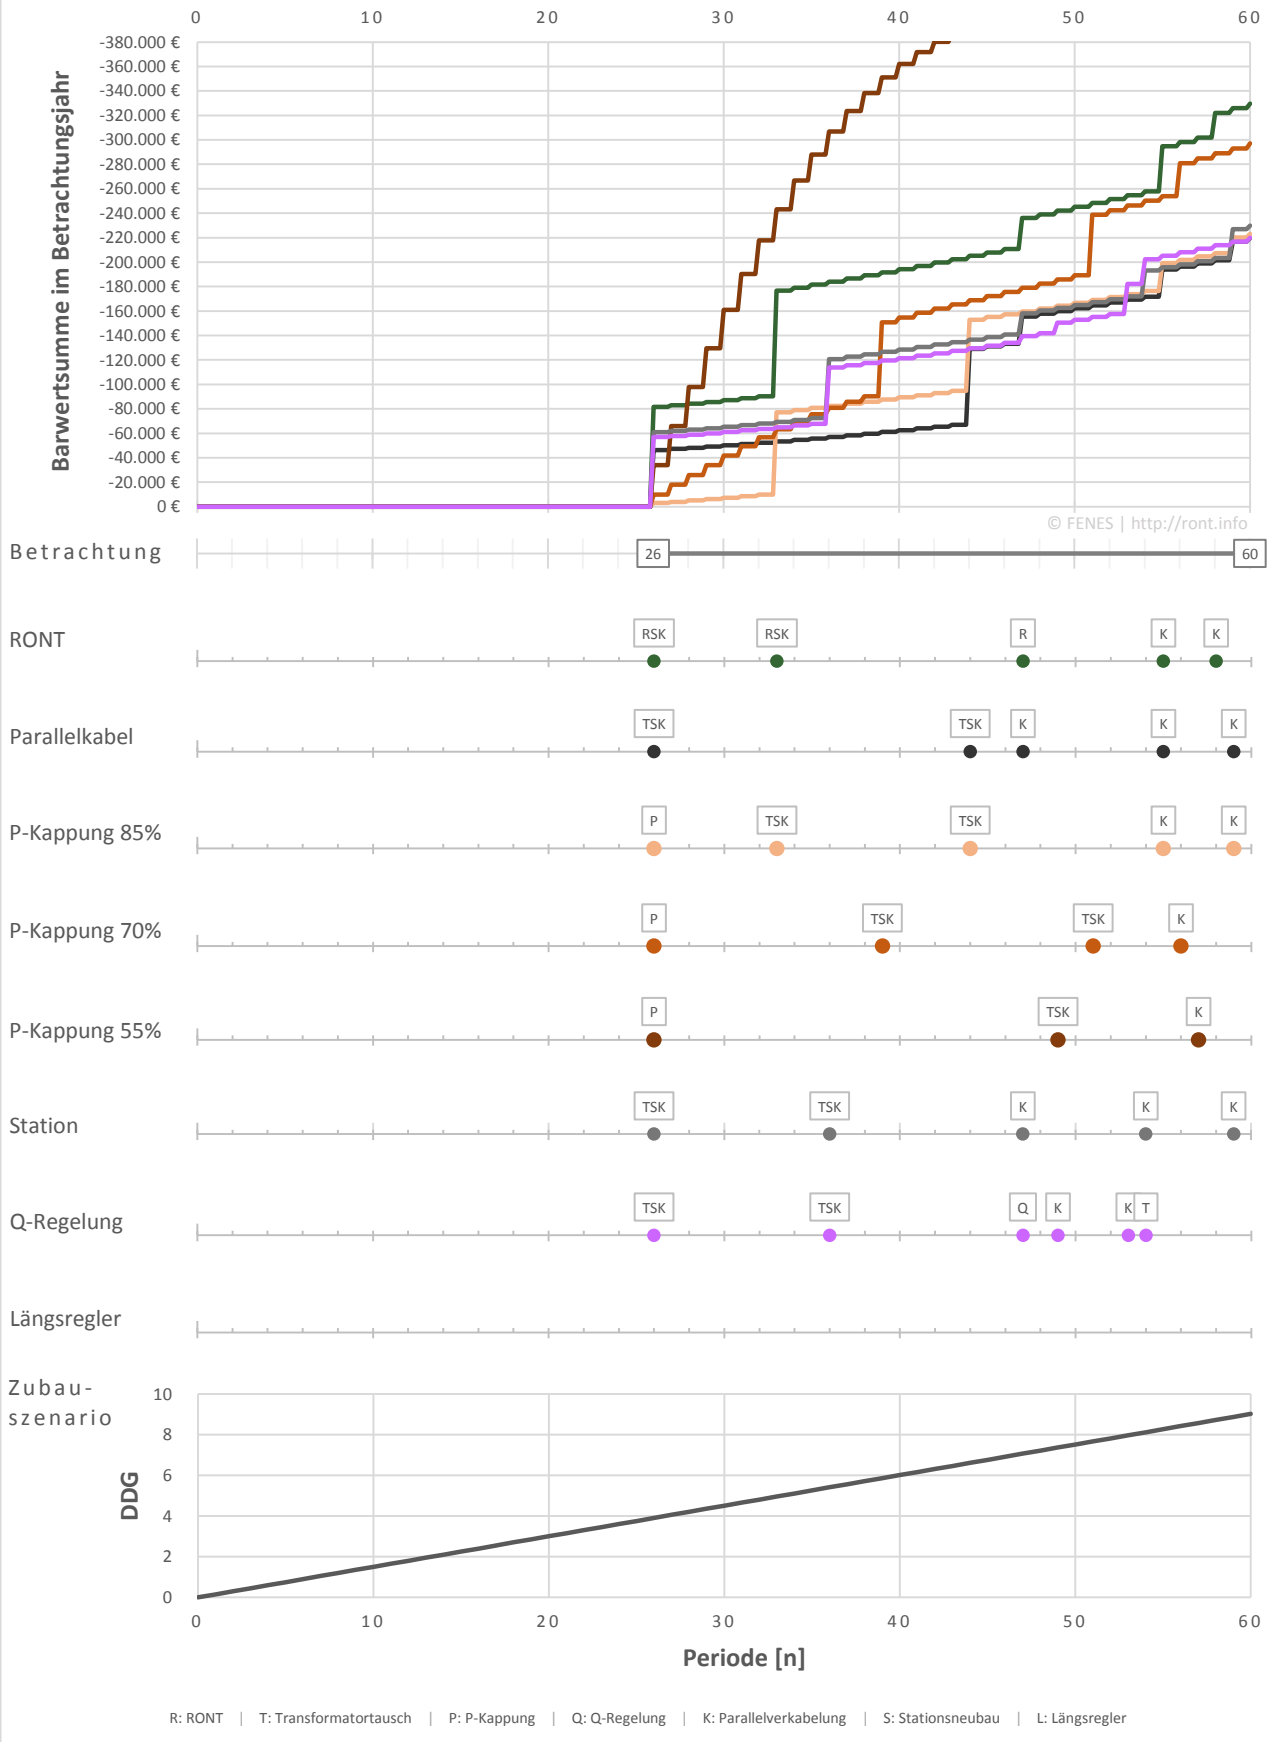 0 10 20 30 40 50 60
-380.000 €
-360.000 €
-340.000 €
-320.000 €
-300.000 €
-280.000 €
-260.000 €
-240.000 €
-220.000 €
-200.000 €
-180.000 €
-160.000 €
-140.000 €
-120.000 €
-100.000 €
-80.000 €
-60.000 €
-40.000 €
-20.000 €
0 €
Barwertsumme im Betrachtungsjahr
© FENES | http://ront.info
Betrachtung 26 60
RONT RSK RSK R K K
Parallelkabel TSK TSK K K K
P-Kappung 85% P TSK TSK K K
P-Kappung 70% P TSK TSK K
P-Kappung 55% P TSK K
Station TSK TSK K K K
Q-Regelung TSK TSK Q K K T
Längsregler
Zubau-
szenario
DDG
10
8
6
4
2
0
0 10 20 30 40 50 60
Periode [n]
R: RONT | T: Transformatortausch | P: P-Kappung | Q: Q-Regelung | K: Parallelverkabelung | S: Stationsneubau | L: Längsregler